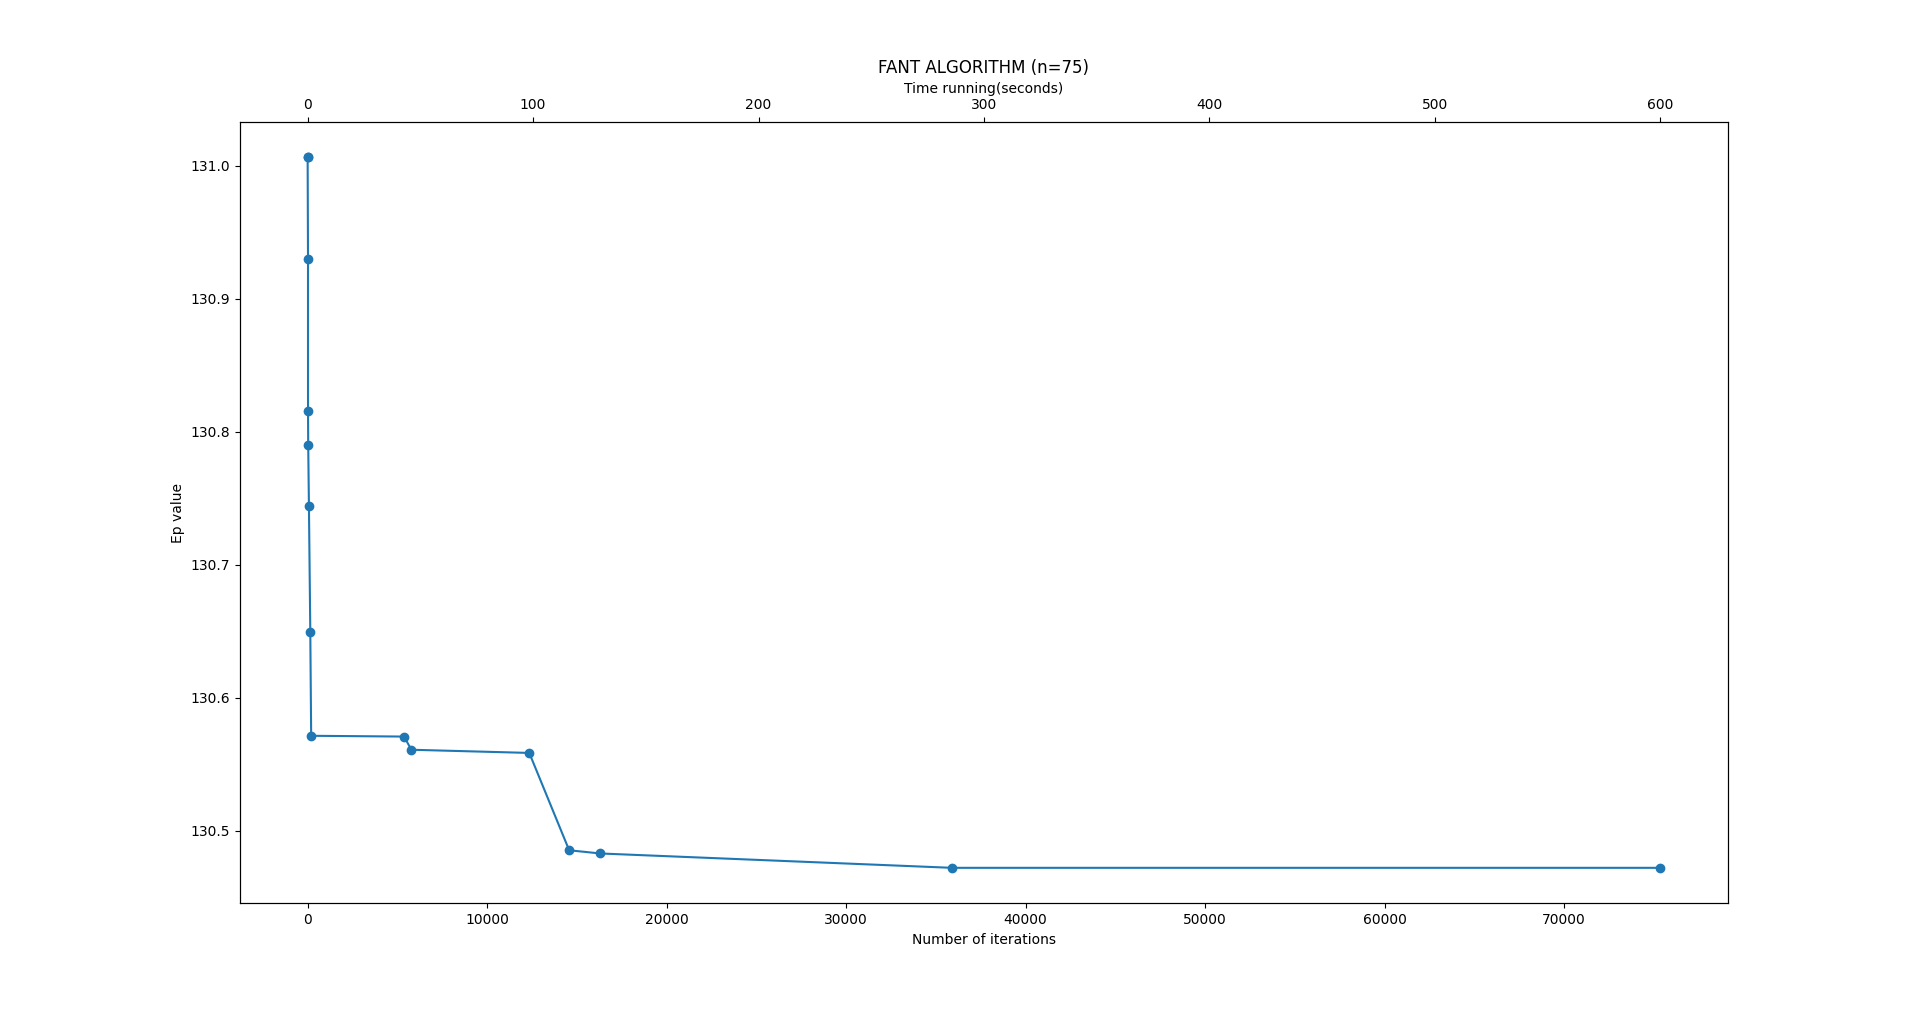 FANT ALGORITHM (n=75)
Time running(seconds)
0 100 200 300 400 500 600
131.0
130.9
130.8
130.7
130.6
130.5
Ep value
0 10000 20000 30000 40000 50000 60000 70000
Number of iterations